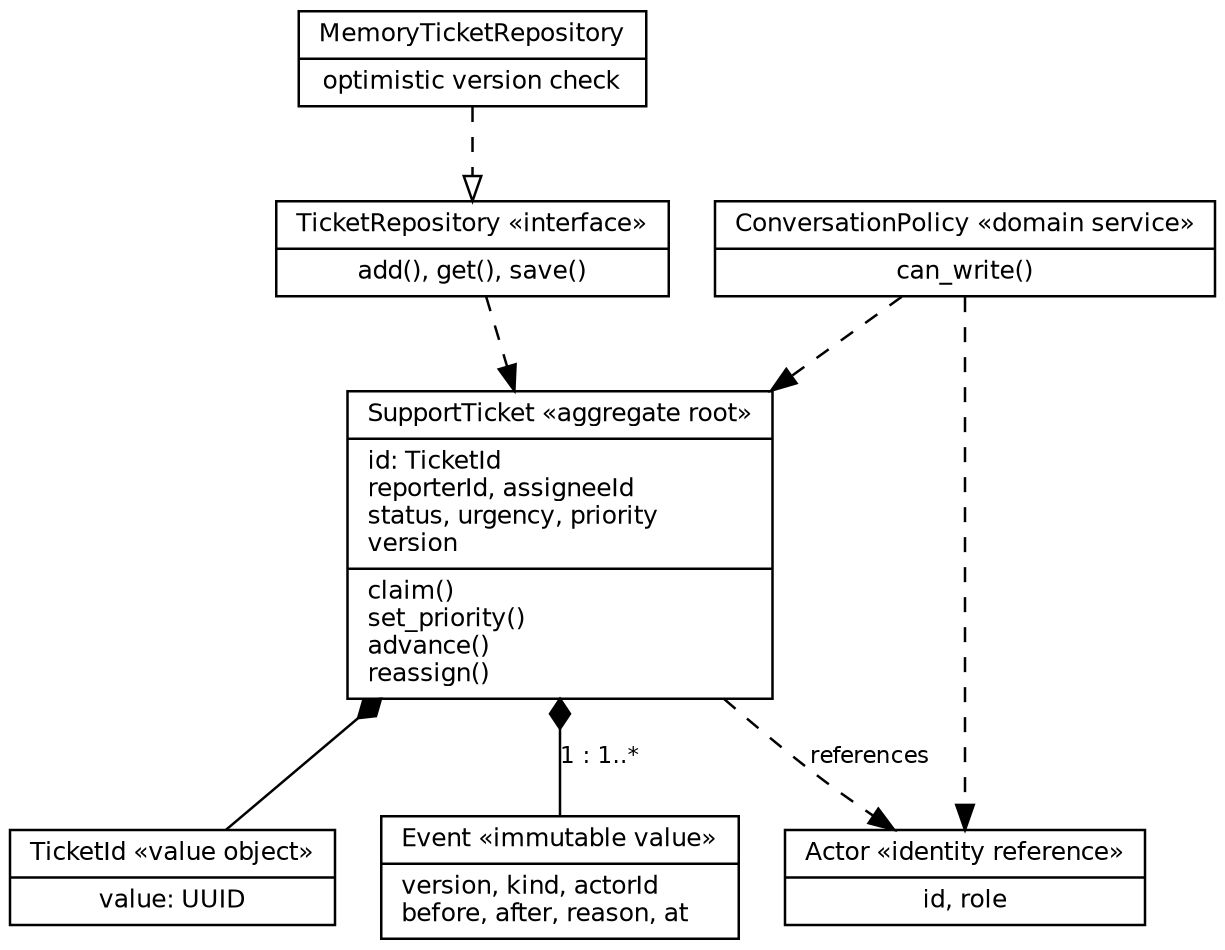 MemoryTicketRepository
optimistic version check
TicketRepository «interface»
add(), get(), save()
ConversationPolicy «domain service»
can_write()
SupportTicket «aggregate root»
id: TicketId
reporterId, assigneeId
status, urgency, priority
version
claim()
set_priority()
advance()
reassign()
1 : 1..*
references
TicketId «value object»
value: UUID
Event «immutable value»
version, kind, actorId
before, after, reason, at
Actor «identity reference»
id, role